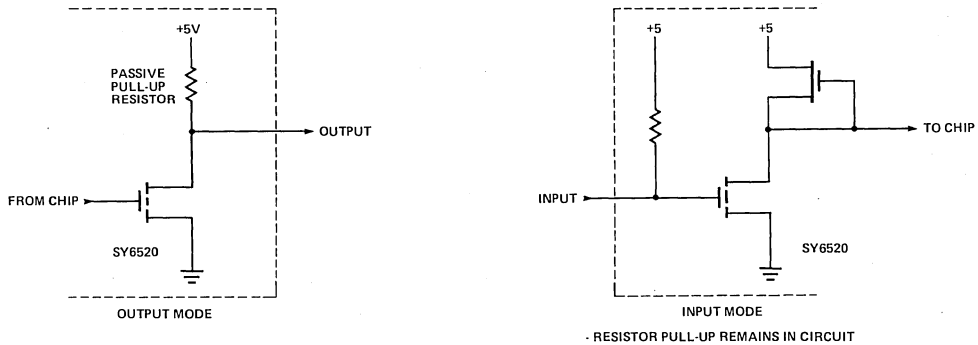 +5V
PASSIVE
PULL-UP
RESISTOR
OUTPUT
FROM CHIP
SY6520
OUTPUT MODE
+5
+5
TO CHIP
INPUT
SY6520
INPUT MODE
- RESISTOR PULL-UP REMAINS IN CIRCUIT